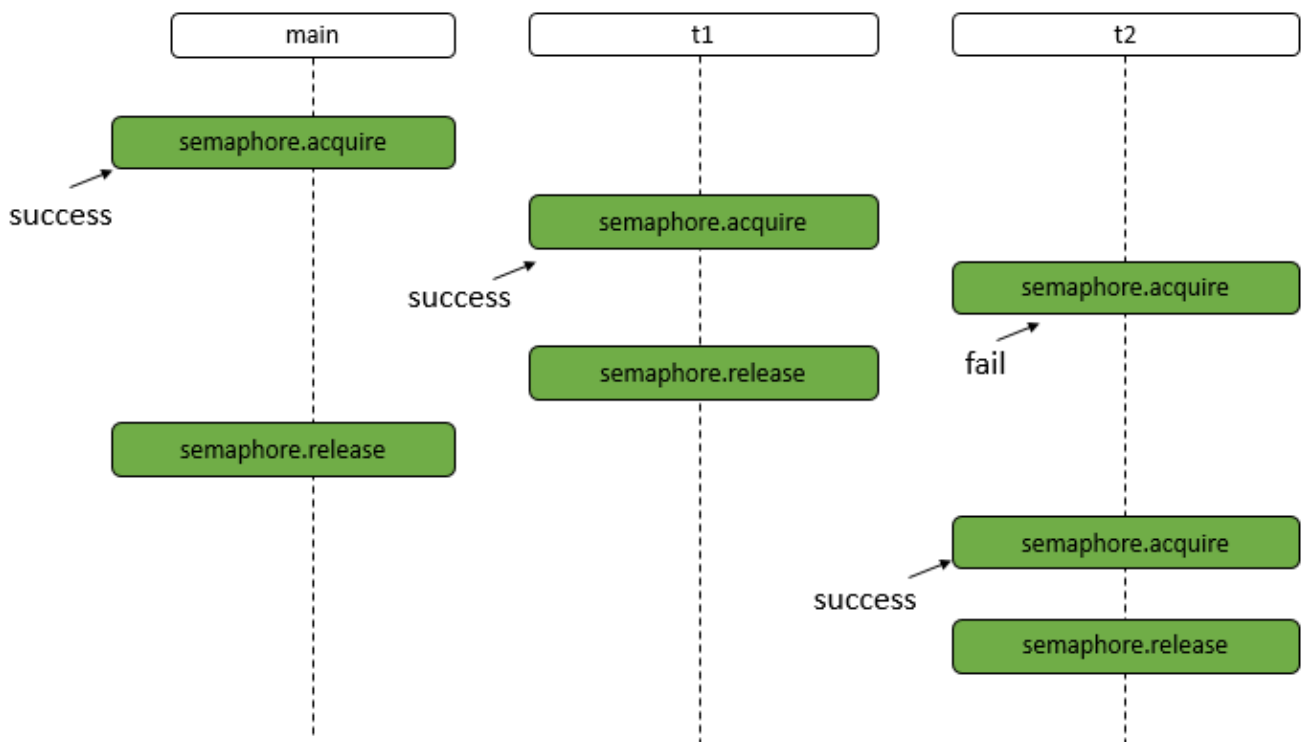 main
t1
t2
semaphore.acquire
success
semaphore.acquire
success
semaphore.acquire
fail
semaphore.release
semaphore.release
semaphore.acquire
success
semaphore.release